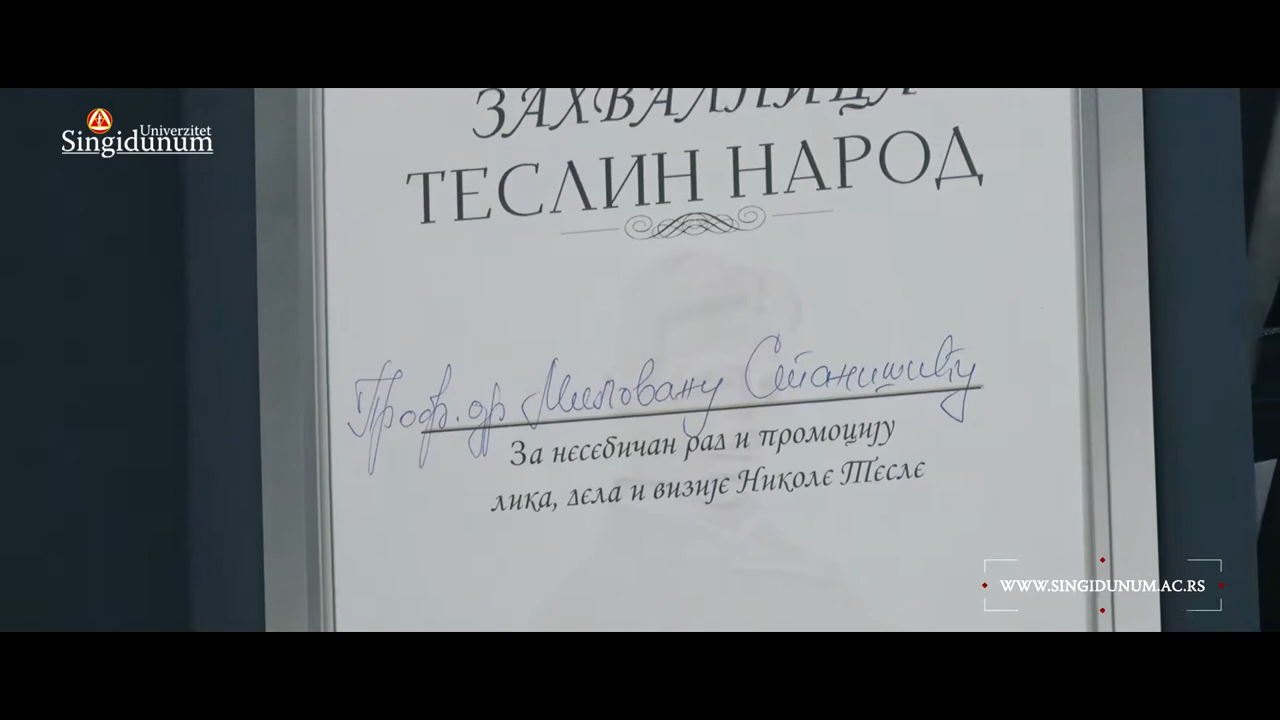 Univerzitet
Singidunum
ЗАХВАЛНИЦА
ТЕСЛИН НАРОД
Проф. др Миловану Станишићу
За несебичан рад и промоцију
лика, дела и визије Николе Тесле
WWW.SINGIDUNUM.AC.RS